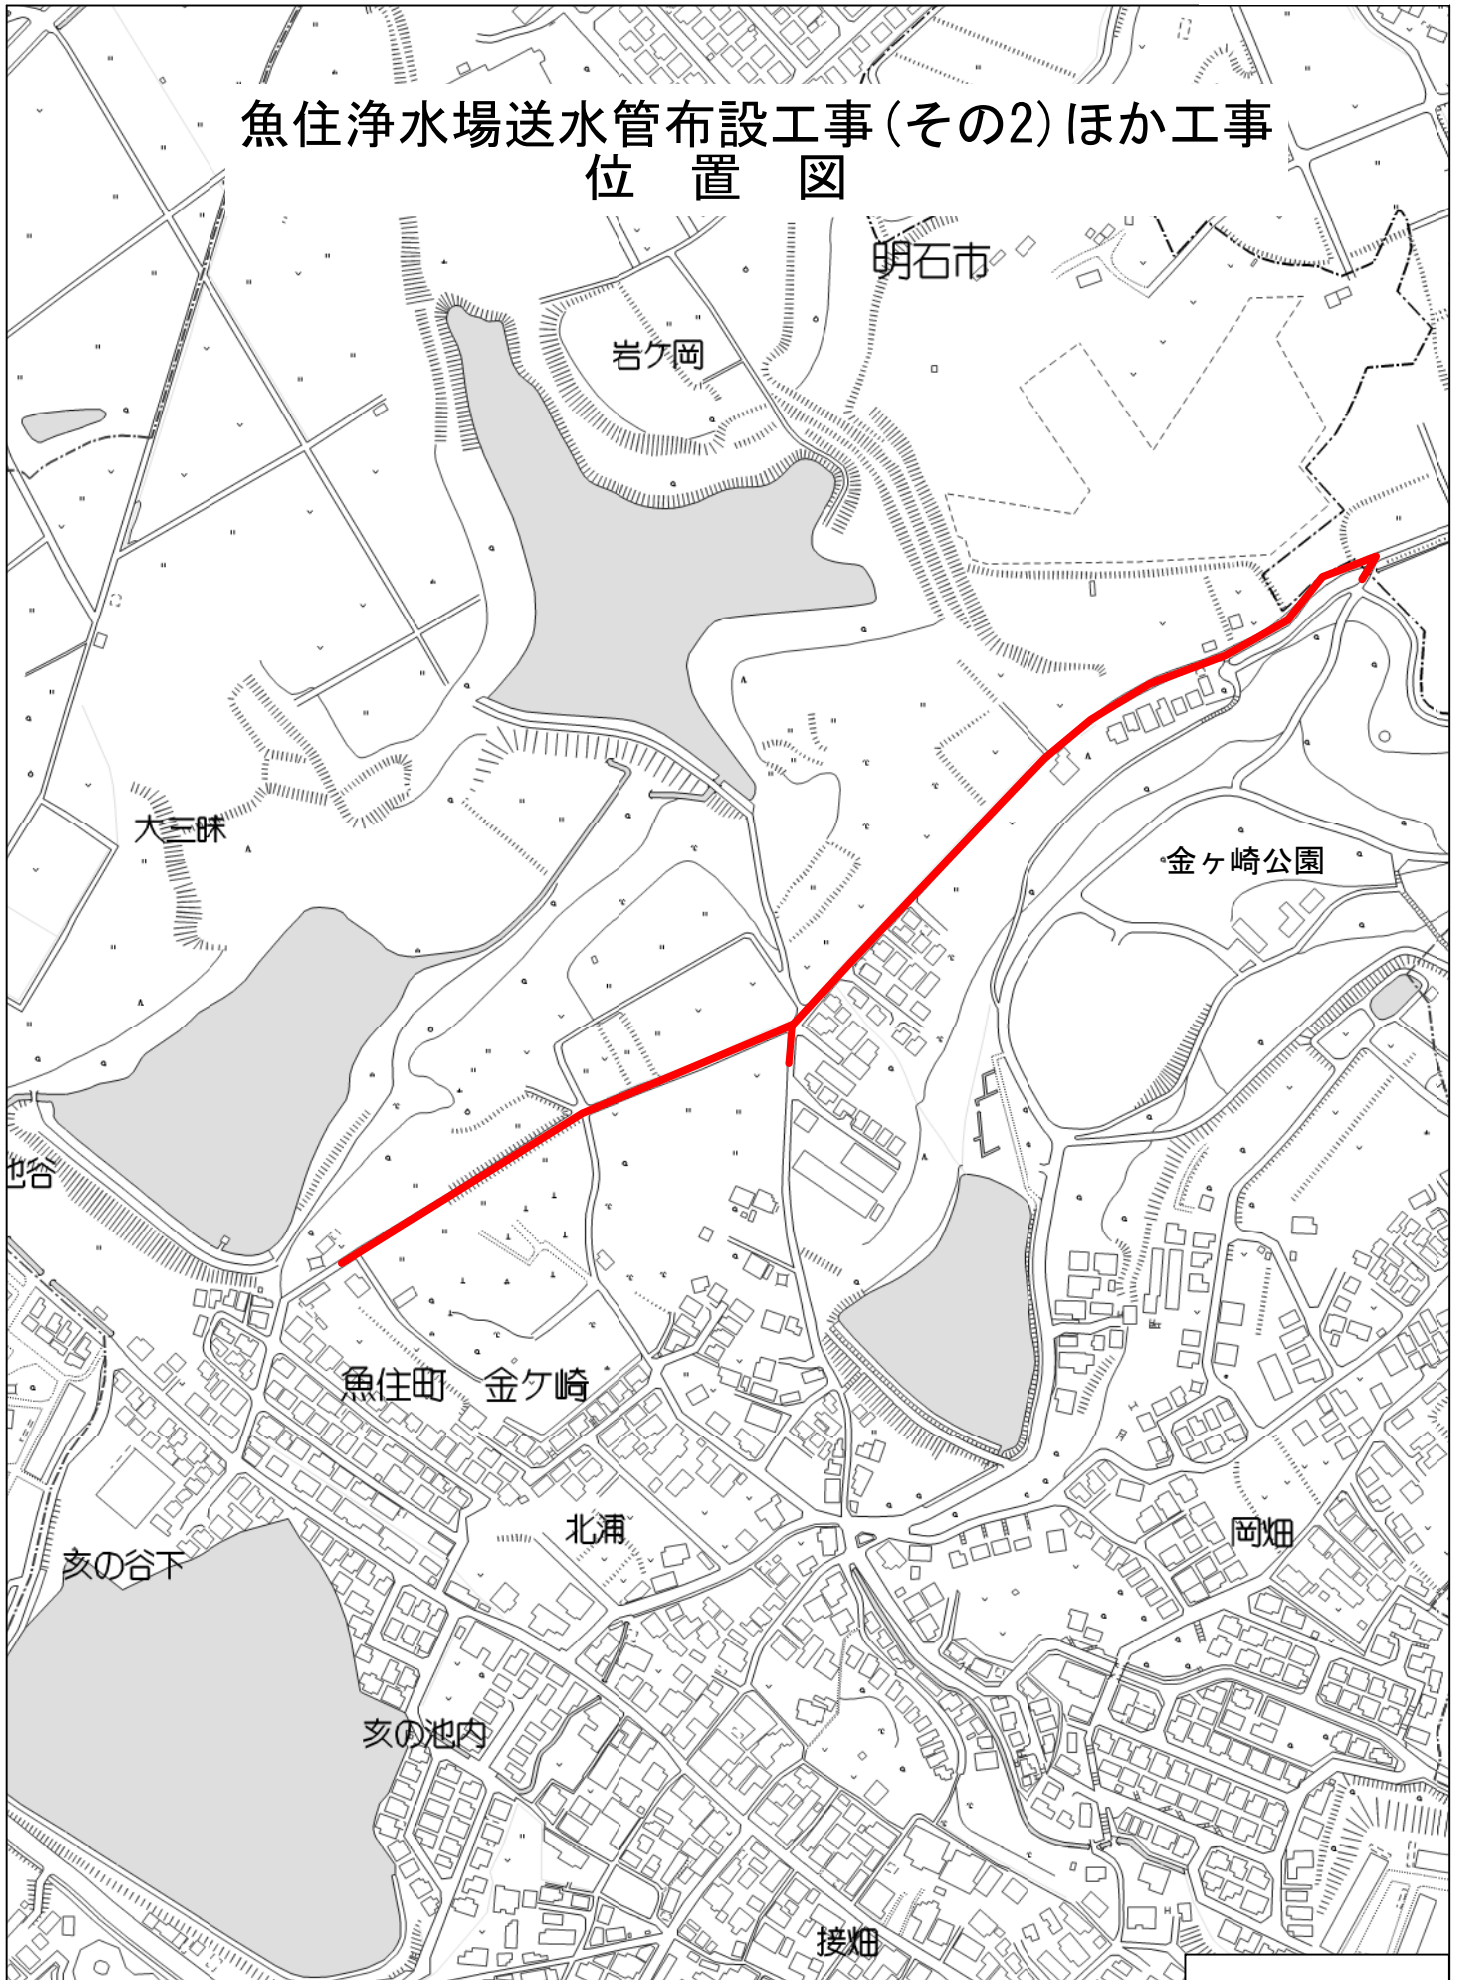 魚住浄水場送水管布設工事(その2)ほか工事
位　置　図
明石市
岩ケ岡
大三昧
金ヶ崎公園
池谷
魚住町　金ケ崎
北浦
岡畑
亥の谷下
亥の池内
接畑